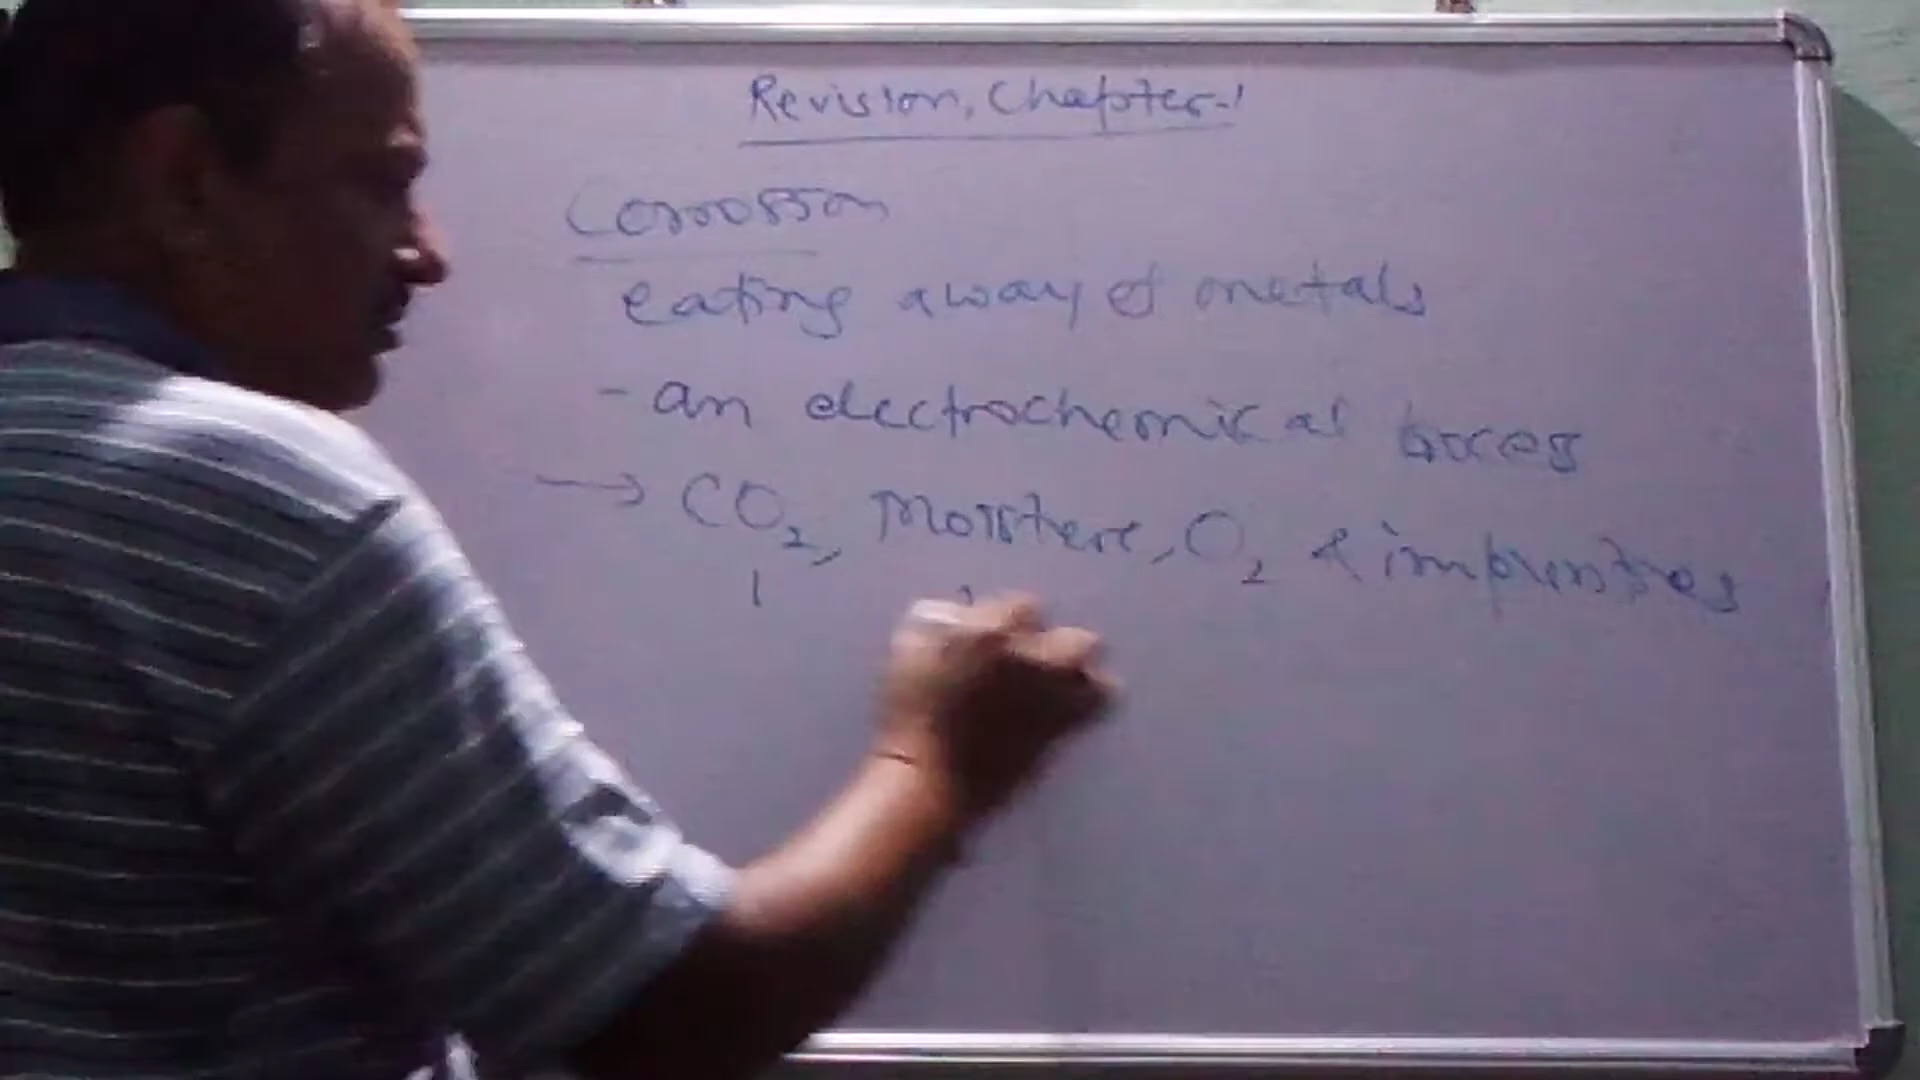 Revision, Chapter-1
Corrosion
eating away of metals
- an electrochemical process
→ CO₂, Moisture, O₂ & impurities